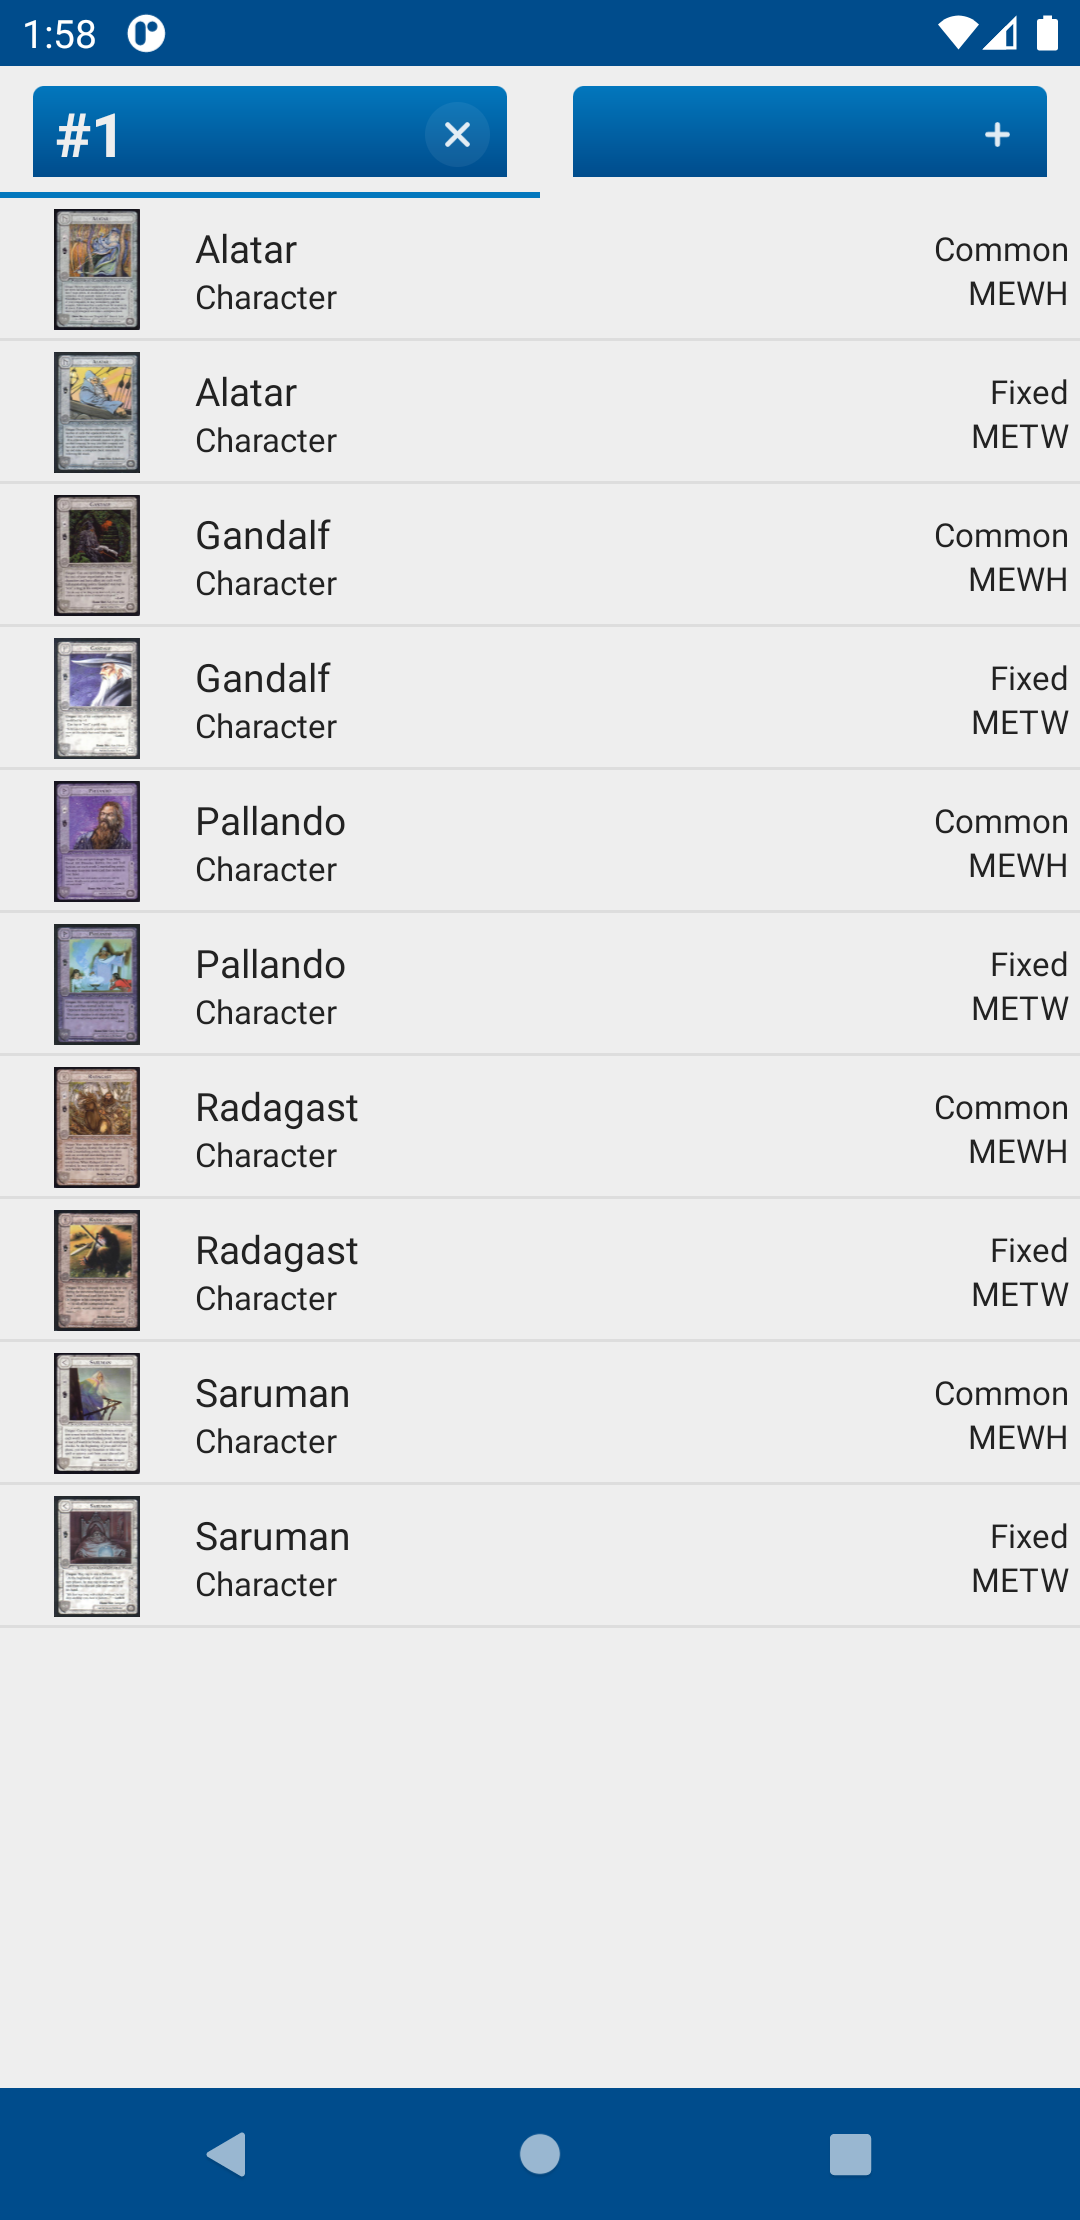 1:58
#1
Alatar
Common
Character
MEWH
Alatar
Fixed
Character
METW
Gandalf
Common
Character
MEWH
Gandalf
Fixed
Character
METW
Pallando
Common
Character
MEWH
Pallando
Fixed
Character
METW
Radagast
Common
Character
MEWH
Radagast
Fixed
Character
METW
Saruman
Common
Character
MEWH
Saruman
Fixed
Character
METW